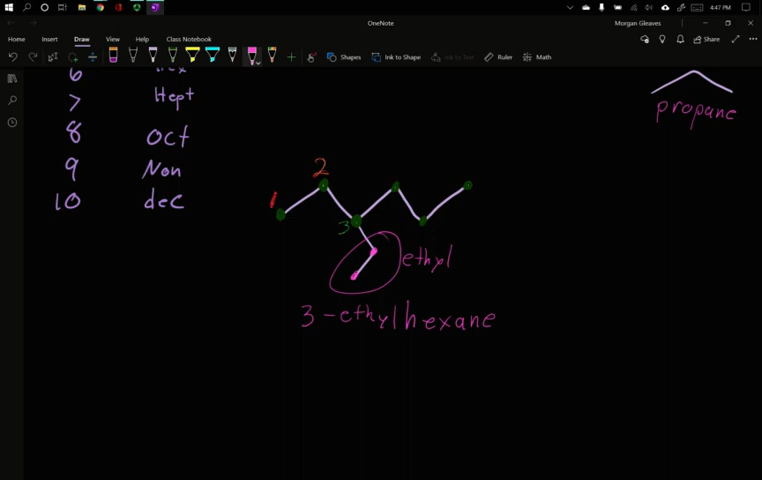 4:47 PM
OneNote
Morgan Gleaves
Home Insert Draw View Help Class Notebook
Share
Shapes Ink to Shape Ink to Text Ruler Math
6 Hex
7 Hept
8 Oct
9 Non
10 dec
propane
2
1
3
ethyl
3-ethylhexane